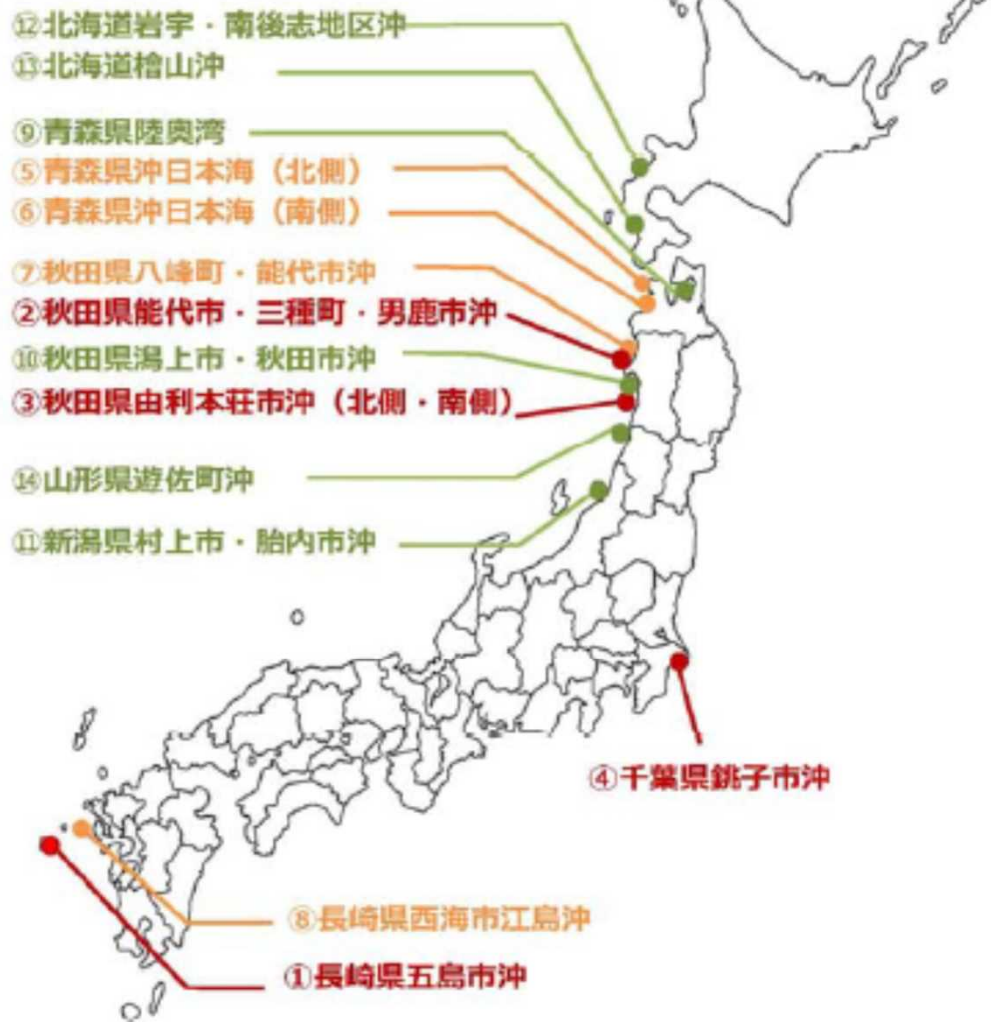 ⑫北海道岩宇・南後志地区沖
⑬北海道檜山沖
⑨青森県陸奥湾
⑤青森県沖日本海（北側）
⑥青森県沖日本海（南側）
⑦秋田県八峰町・能代市沖
②秋田県能代市・三種町・男鹿市沖
⑩秋田県潟上市・秋田市沖
③秋田県由利本荘市沖（北側・南側）
⑭山形県遊佐町沖
⑪新潟県村上市・胎内市沖
④千葉県銚子市沖
⑧長崎県西海市江島沖
①長崎県五島市沖